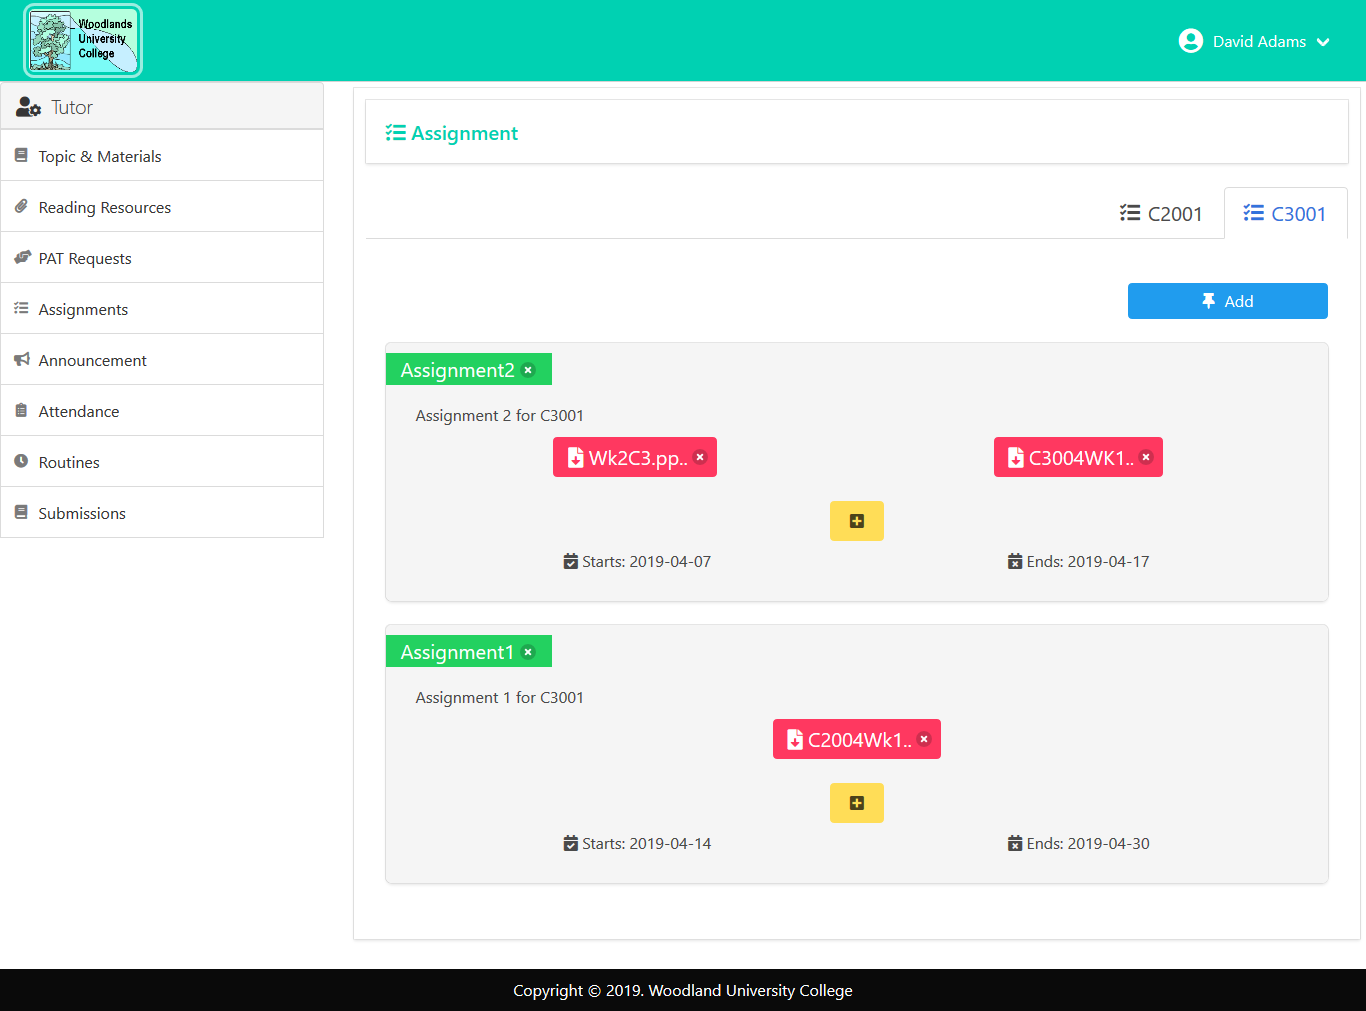 Woodlands
University
College
David Adams
Tutor
Topic & Materials
Reading Resources
PAT Requests
Assignments
Announcement
Attendance
Routines
Submissions
Assignment
C2001
C3001
Add
Assignment2
Assignment 2 for C3001
Wk2C3.pp..
C3004WK1..
Starts: 2019-04-07
Ends: 2019-04-17
Assignment1
Assignment 1 for C3001
C2004Wk1..
Starts: 2019-04-14
Ends: 2019-04-30
Copyright © 2019. Woodland University College